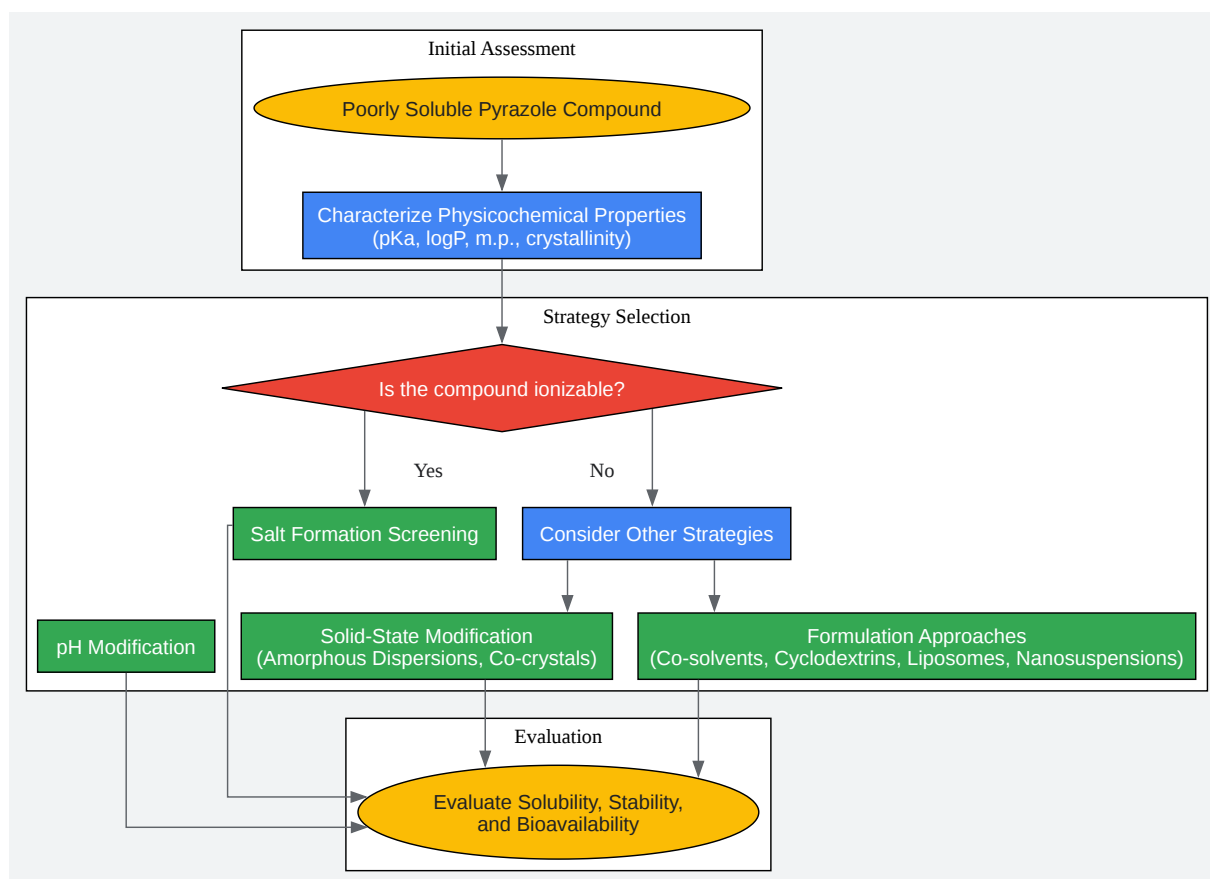 Initial Assessment
Poorly Soluble Pyrazole Compound
Characterize Physicochemical Properties
(pKa, logP, m.p., crystallinity)
Strategy Selection
Is the compound ionizable?
Yes
No
Salt Formation Screening
Consider Other Strategies
pH Modification
Solid-State Modification
(Amorphous Dispersions, Co-crystals)
Formulation Approaches
(Co-solvents, Cyclodextrins, Liposomes, Nanosuspensions)
Evaluation
Evaluate Solubility, Stability,
and Bioavailability